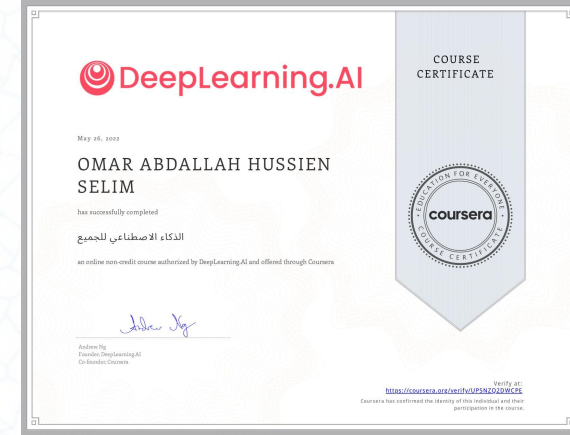 DeepLearning.AI
COURSE
CERTIFICATE
May 26, 2022
OMAR ABDALLAH HUSSIEN
SELIM
has successfully completed
الذكاء الاصطناعي للجميع
an online non-credit course authorized by DeepLearning.AI and offered through Coursera
EDUCATION FOR EVERYONE
coursera
COURSE CERTIFICATE
Andrew Ng
Andrew Ng
Founder, DeepLearning.AI
Co-founder, Coursera
Verify at:
https://coursera.org/verify/UP5NZQ2DWCPE
Coursera has confirmed the identity of this individual and their
participation in the course.